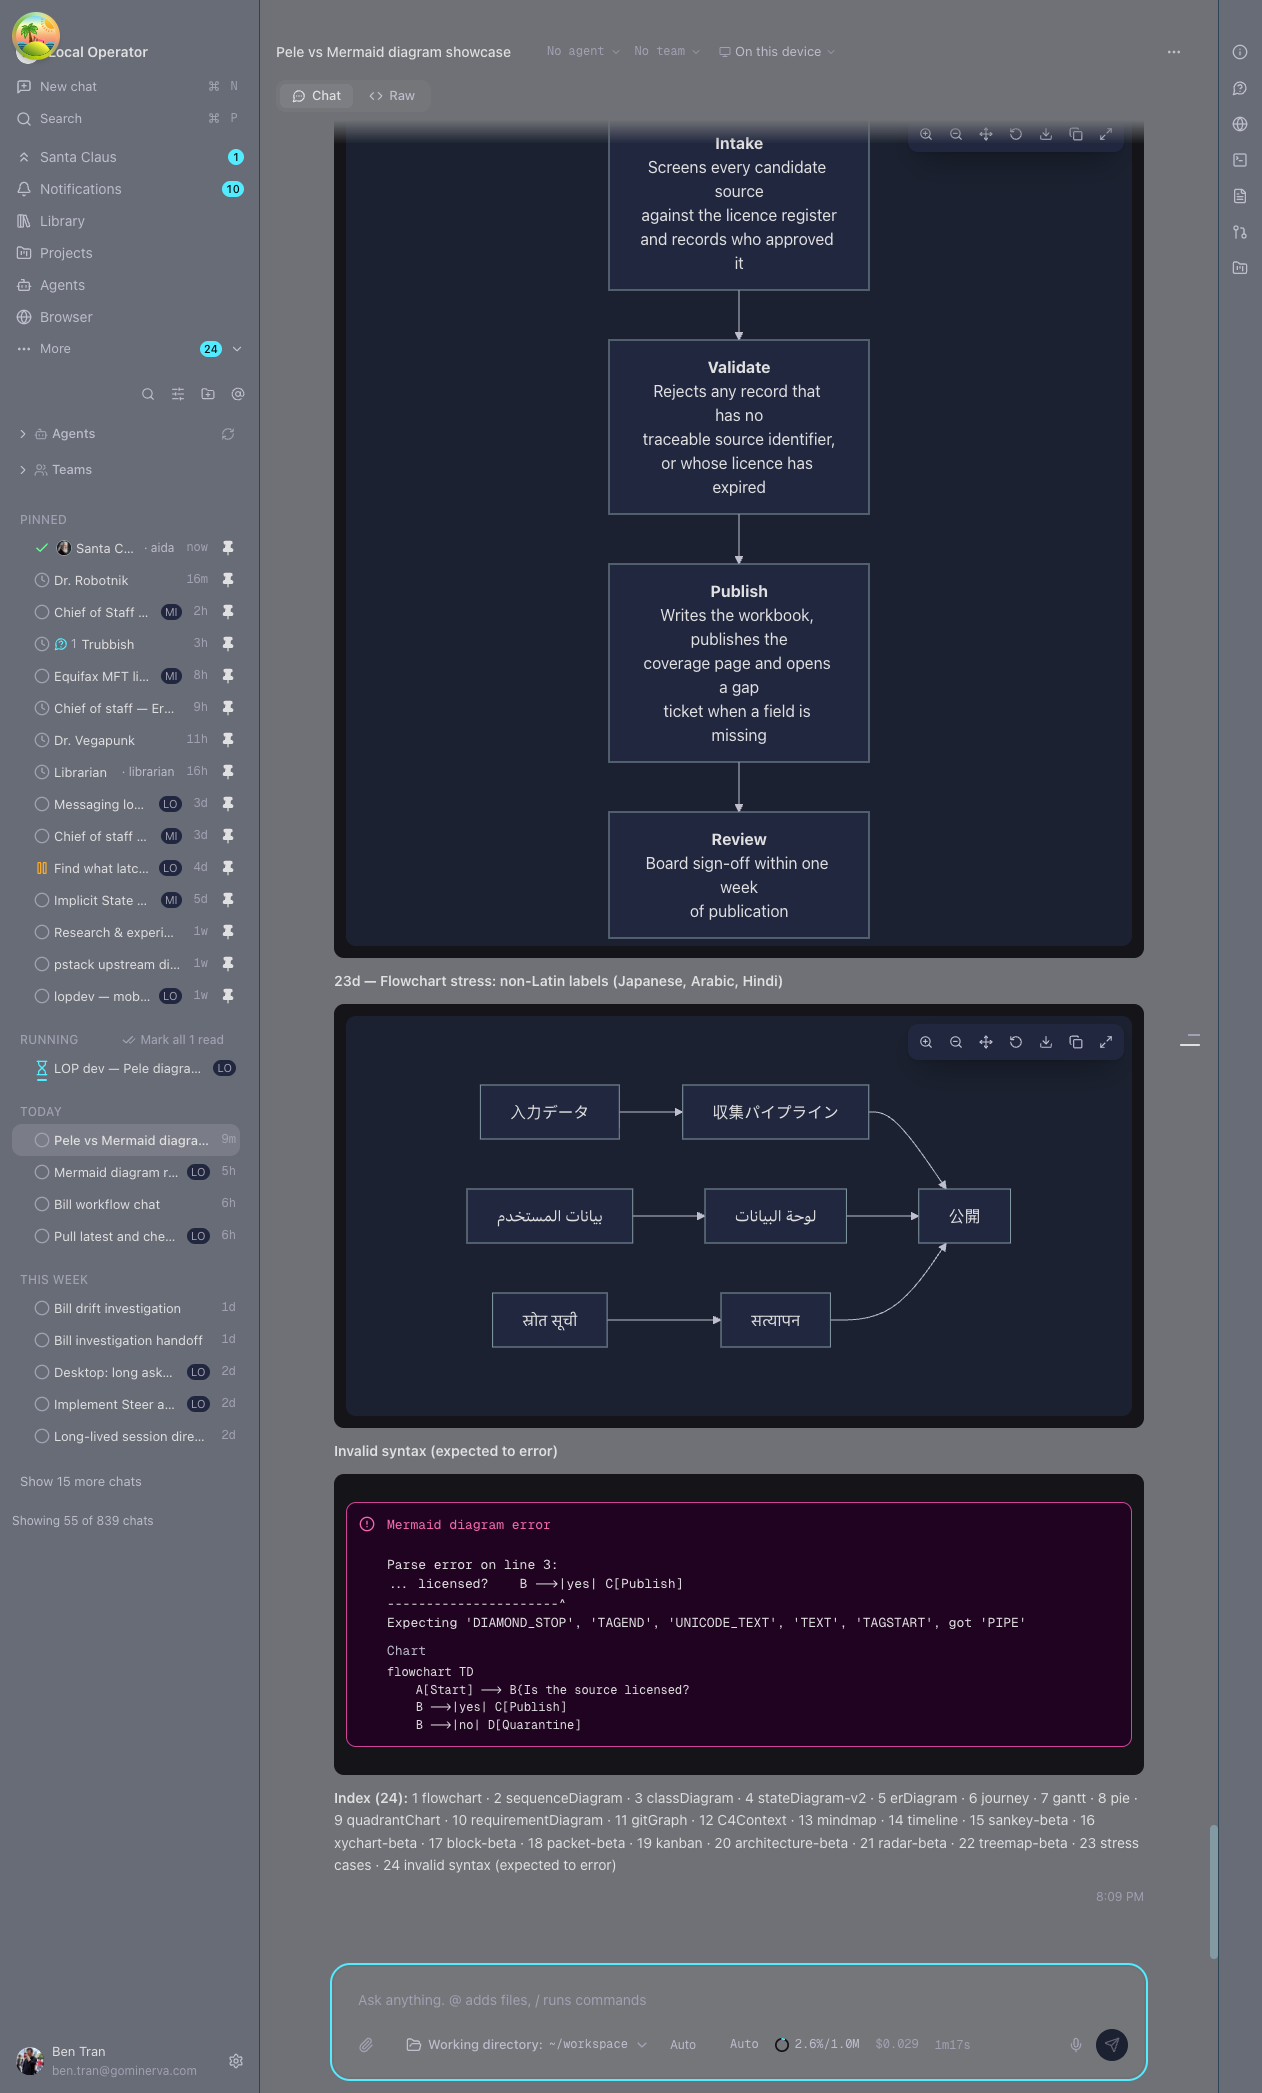 Local Operator
New chat ⌘ N
Search ⌘ P
Santa Claus 1
Notifications 10
Library
Projects
Agents
Browser
More 24
Agents
Teams
PINNED
Santa C... · aida now
Dr. Robotnik 16m
Chief of Staff ... MI 2h
1 Trubbish 3h
Equifax MFT li... MI 8h
Chief of staff — Er... 9h
Dr. Vegapunk 11h
Librarian · librarian 16h
Messaging lo... LO 3d
Chief of staff ... MI 3d
Find what latc... LO 4d
Implicit State ... MI 5d
Research & experi... 1w
pstack upstream di... 1w
lopdev — mob... LO 1w
RUNNING Mark all 1 read
LOP dev — Pele diagra... LO
TODAY
Pele vs Mermaid diagra... 9m
Mermaid diagram r... LO 5h
Bill workflow chat 6h
Pull latest and che... LO 6h
THIS WEEK
Bill drift investigation 1d
Bill investigation handoff 1d
Desktop: long ask... LO 2d
Implement Steer a... LO 2d
Long-lived session dire... 2d
Show 15 more chats
Showing 55 of 839 chats
Ben Tran
ben.tran@gominerva.com
Pele vs Mermaid diagram showcase No agent No team On this device
Chat Raw
Intake
Screens every candidate
source
against the licence register
and records who approved
it
Validate
Rejects any record that
has no
traceable source identifier,
or whose licence has
expired
Publish
Writes the workbook,
publishes the
coverage page and opens
a gap
ticket when a field is
missing
Review
Board sign-off within one
week
of publication
23d — Flowchart stress: non-Latin labels (Japanese, Arabic, Hindi)
入力データ 収集パイプライン
بيانات المستخدم لوحة البيانات 公開
स्रोत सूची सत्यापन
Invalid syntax (expected to error)
Mermaid diagram error
Parse error on line 3:
... licensed?    B -->|yes| C[Publish]
----------------------^
Expecting 'DIAMOND_STOP', 'TAGEND', 'UNICODE_TEXT', 'TEXT', 'TAGSTART', got 'PIPE'
Chart
flowchart TD
A[Start] --> B{Is the source licensed?
B -->|yes| C[Publish]
B -->|no| D[Quarantine]
Index (24): 1 flowchart · 2 sequenceDiagram · 3 classDiagram · 4 stateDiagram-v2 · 5 erDiagram · 6 journey · 7 gantt · 8 pie ·
9 quadrantChart · 10 requirementDiagram · 11 gitGraph · 12 C4Context · 13 mindmap · 14 timeline · 15 sankey-beta · 16
xychart-beta · 17 block-beta · 18 packet-beta · 19 kanban · 20 architecture-beta · 21 radar-beta · 22 treemap-beta · 23 stress
cases · 24 invalid syntax (expected to error)
8:09 PM
Ask anything. @ adds files, / runs commands
Working directory: ~/workspace Auto Auto 2.6%/1.0M $0.029 1m17s